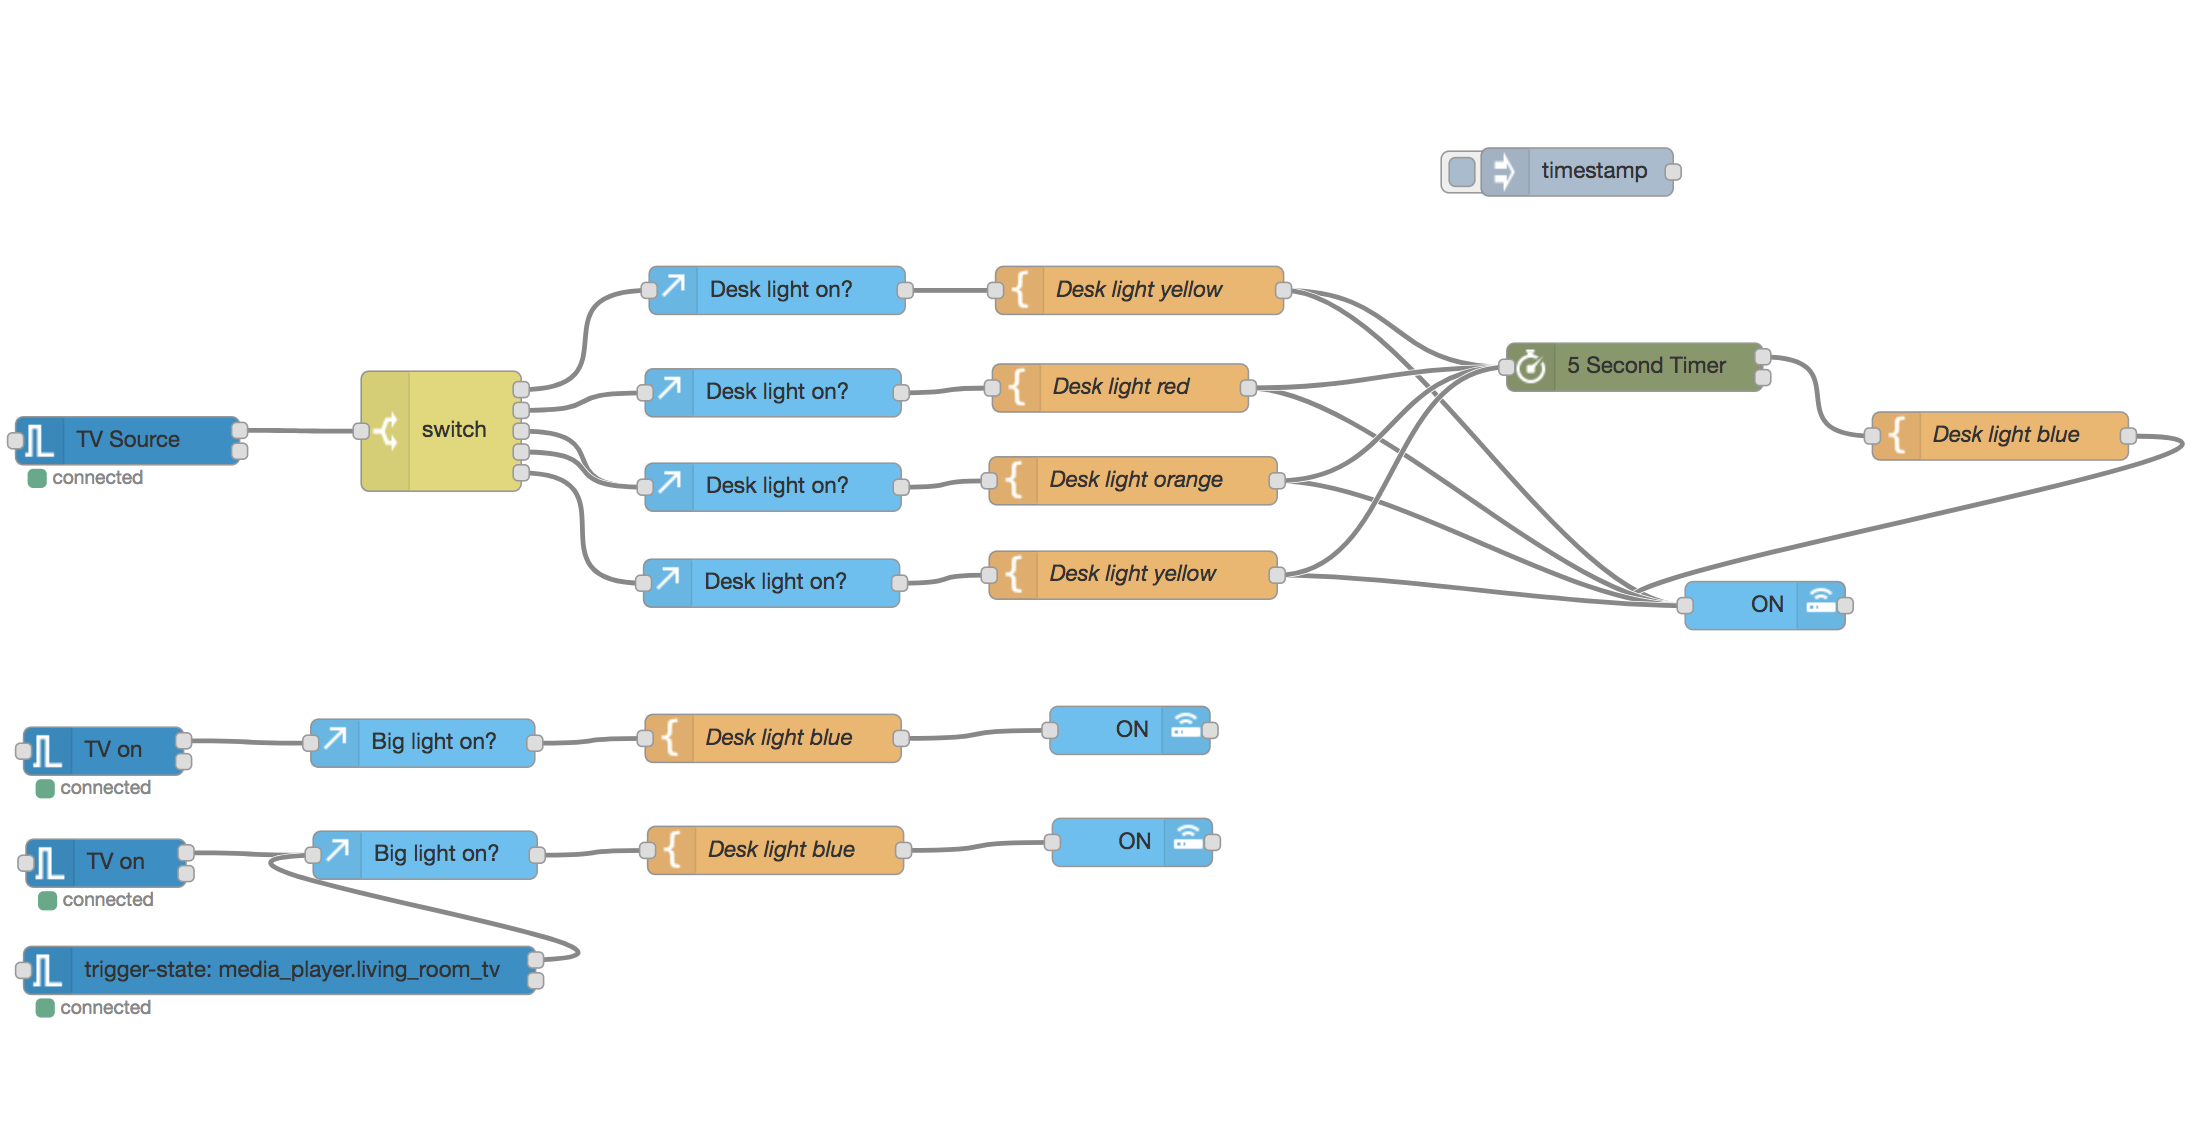 timestamp
Desk light on?
Desk light yellow
Desk light on?
Desk light red
5 Second Timer
TV Source
connected
switch
Desk light blue
Desk light on?
Desk light orange
Desk light on?
Desk light yellow
ON
TV on
connected
Big light on?
Desk light blue
ON
TV on
connected
Big light on?
Desk light blue
ON
trigger-state: media_player.living_room_tv
connected